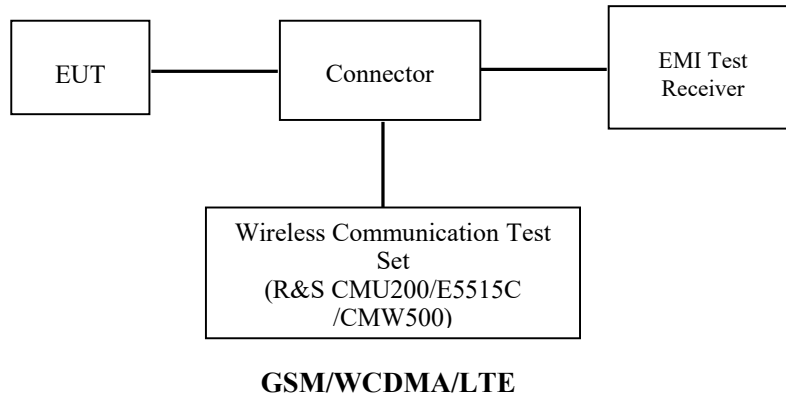 EUT
Connector
EMI Test
Receiver
Wireless Communication Test
Set
(R&S CMU200/E5515C
/CMW500)
GSM/WCDMA/LTE